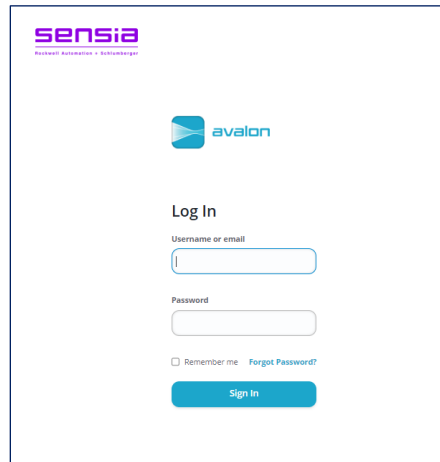 sensia
Rockwell Automation + Schlumberger
avalon
Log In
Username or email
Password
Remember me Forgot Password?
Sign In